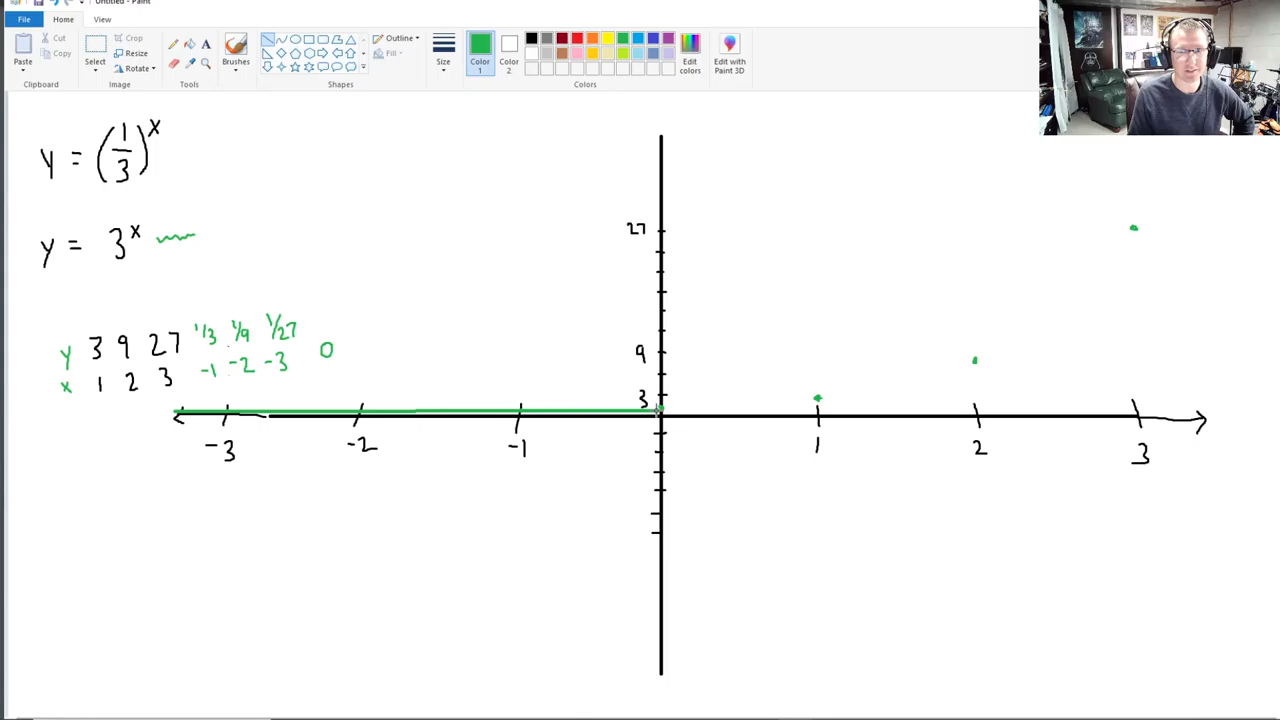 Untitled - Paint
File Home View
Paste Cut Copy Select Crop Resize Rotate Brushes Outline Fill Size Color 1 Color 2 Edit colors Edit with Paint 3D
Clipboard Image Tools Shapes Colors
y = (1/3)^x
y = 3^x
27
9
3
y 3 9 27 1/3 1/9 1/27
x 1 2 3 -1 -2 -3 0
-3 -2 -1 1 2 3